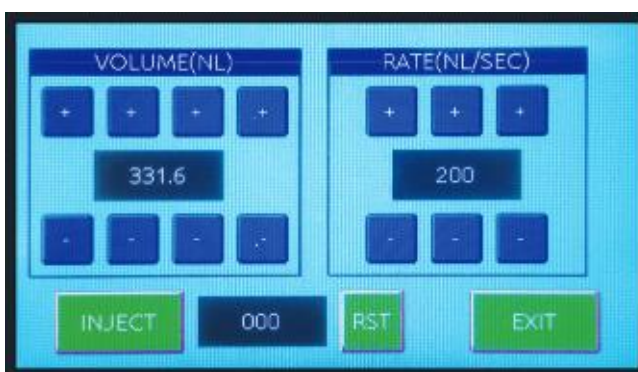 VOLUME(NL) RATE(NL/SEC)
+ + + .+ + + +
331.6 200
- - - .- - - -
INJECT 000 RST EXIT